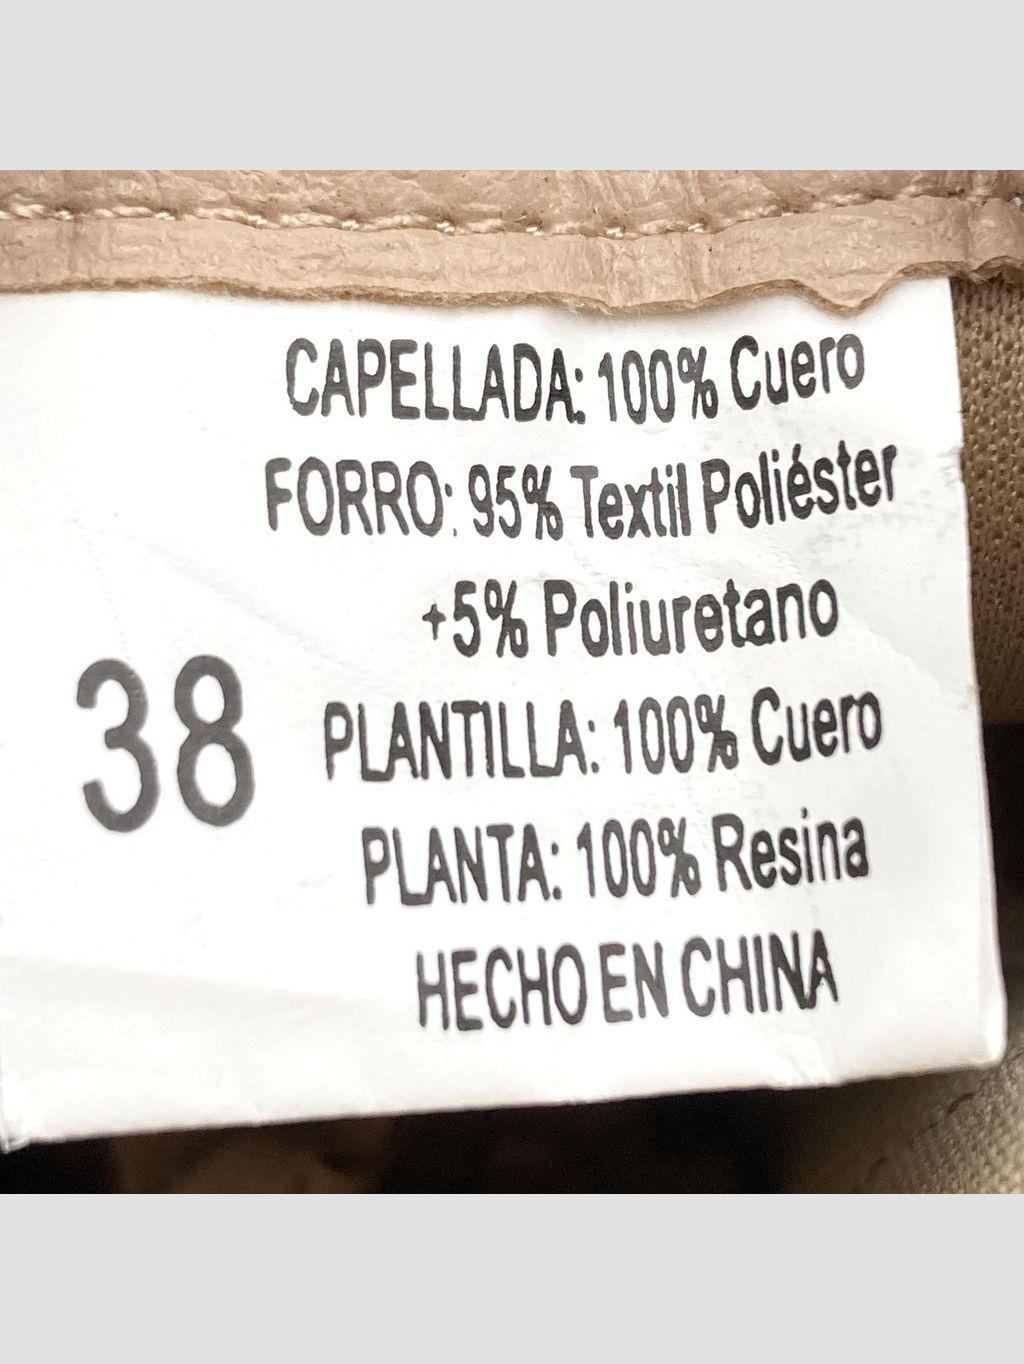 CAPELLADA: 100% Cuero
FORRO: 95% Textil Poliéster
+5% Poliuretano
38
PLANTILLA: 100% Cuero
PLANTA: 100% Resina
HECHO EN CHINA